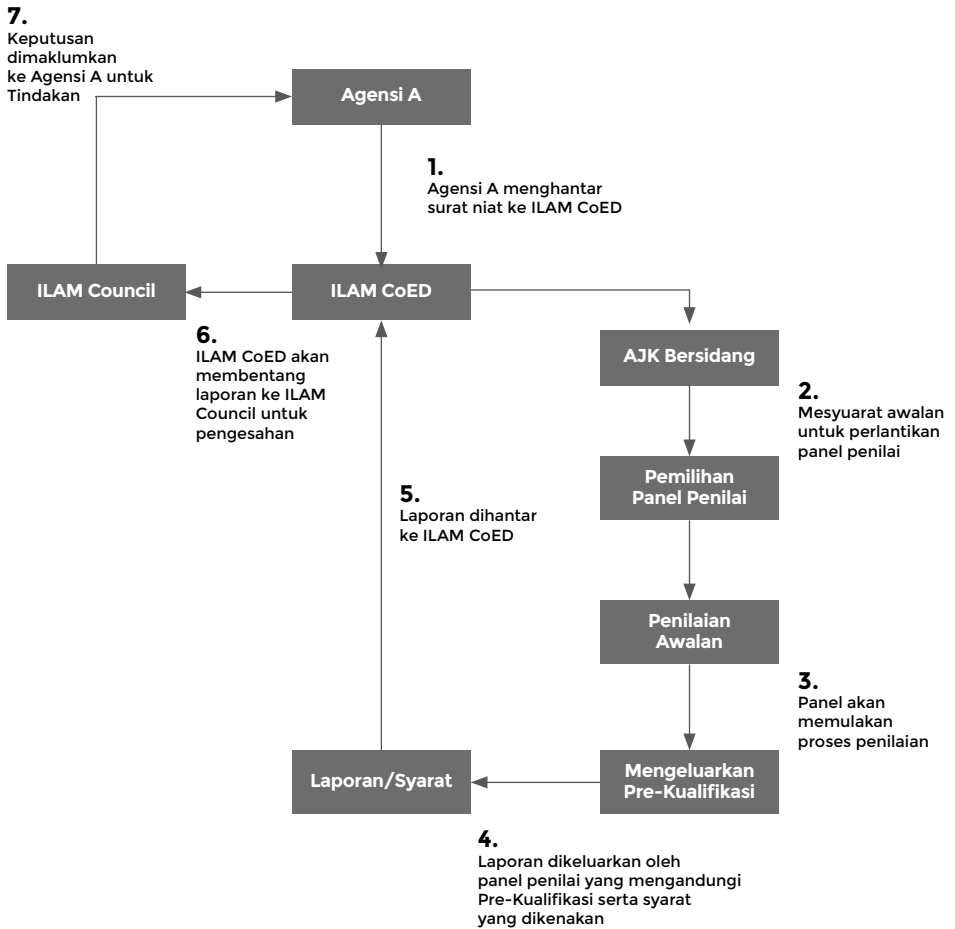 7.
Keputusan
dimaklumkan
ke Agensi A untuk
Tindakan
Agensi A
1.
Agensi A menghantar
surat niat ke ILAM CoED
ILAM Council
ILAM CoED
6.
ILAM CoED akan
membentang
laporan ke ILAM
Council untuk
pengesahan
AJK Bersidang
2.
Mesyuarat awalan
untuk perlantikan
panel penilai
Pemilihan
Panel Penilai
5.
Laporan dihantar
ke ILAM CoED
Penilaian
Awalan
3.
Panel akan
memulakan
proses penilaian
Laporan/Syarat
Mengeluarkan
Pre-Kualifikasi
4.
Laporan dikeluarkan oleh
panel penilai yang mengandungi
Pre-Kualifikasi serta syarat
yang dikenakan